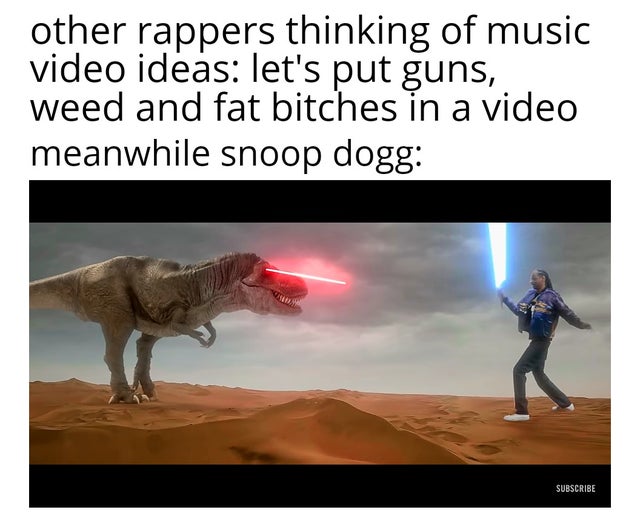 other rappers thinking of music
video ideas: let's put guns,
weed and fat bitches in a video
meanwhile snoop dogg:
SUBSCRIBE